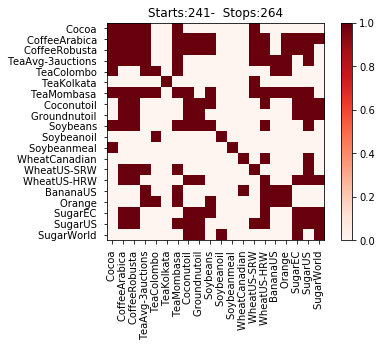 Starts:241- Stops:264
Cocoa
CoffeeArabica
CoffeeRobusta
TeaAvg-3auctions
TeaColombo
TeaKolkata
TeaMombasa
Coconutoil
Groundnutoil
Soybeans
Soybeanoil
Soybeanmeal
WheatCanadian
WheatUS-SRW
WheatUS-HRW
BananaUS
Orange
SugarEC
SugarUS
SugarWorld
Cocoa
CoffeeArabica
CoffeeRobusta
TeaAvg-3auctions
TeaColombo
TeaKolkata
TeaMombasa
Coconutoil
Groundnutoil
Soybeans
Soybeanoil
Soybeanmeal
WheatCanadian
WheatUS-SRW
WheatUS-HRW
BananaUS
Orange
SugarEC
SugarUS
SugarWorld
1.0
0.8
0.6
0.4
0.2
0.0